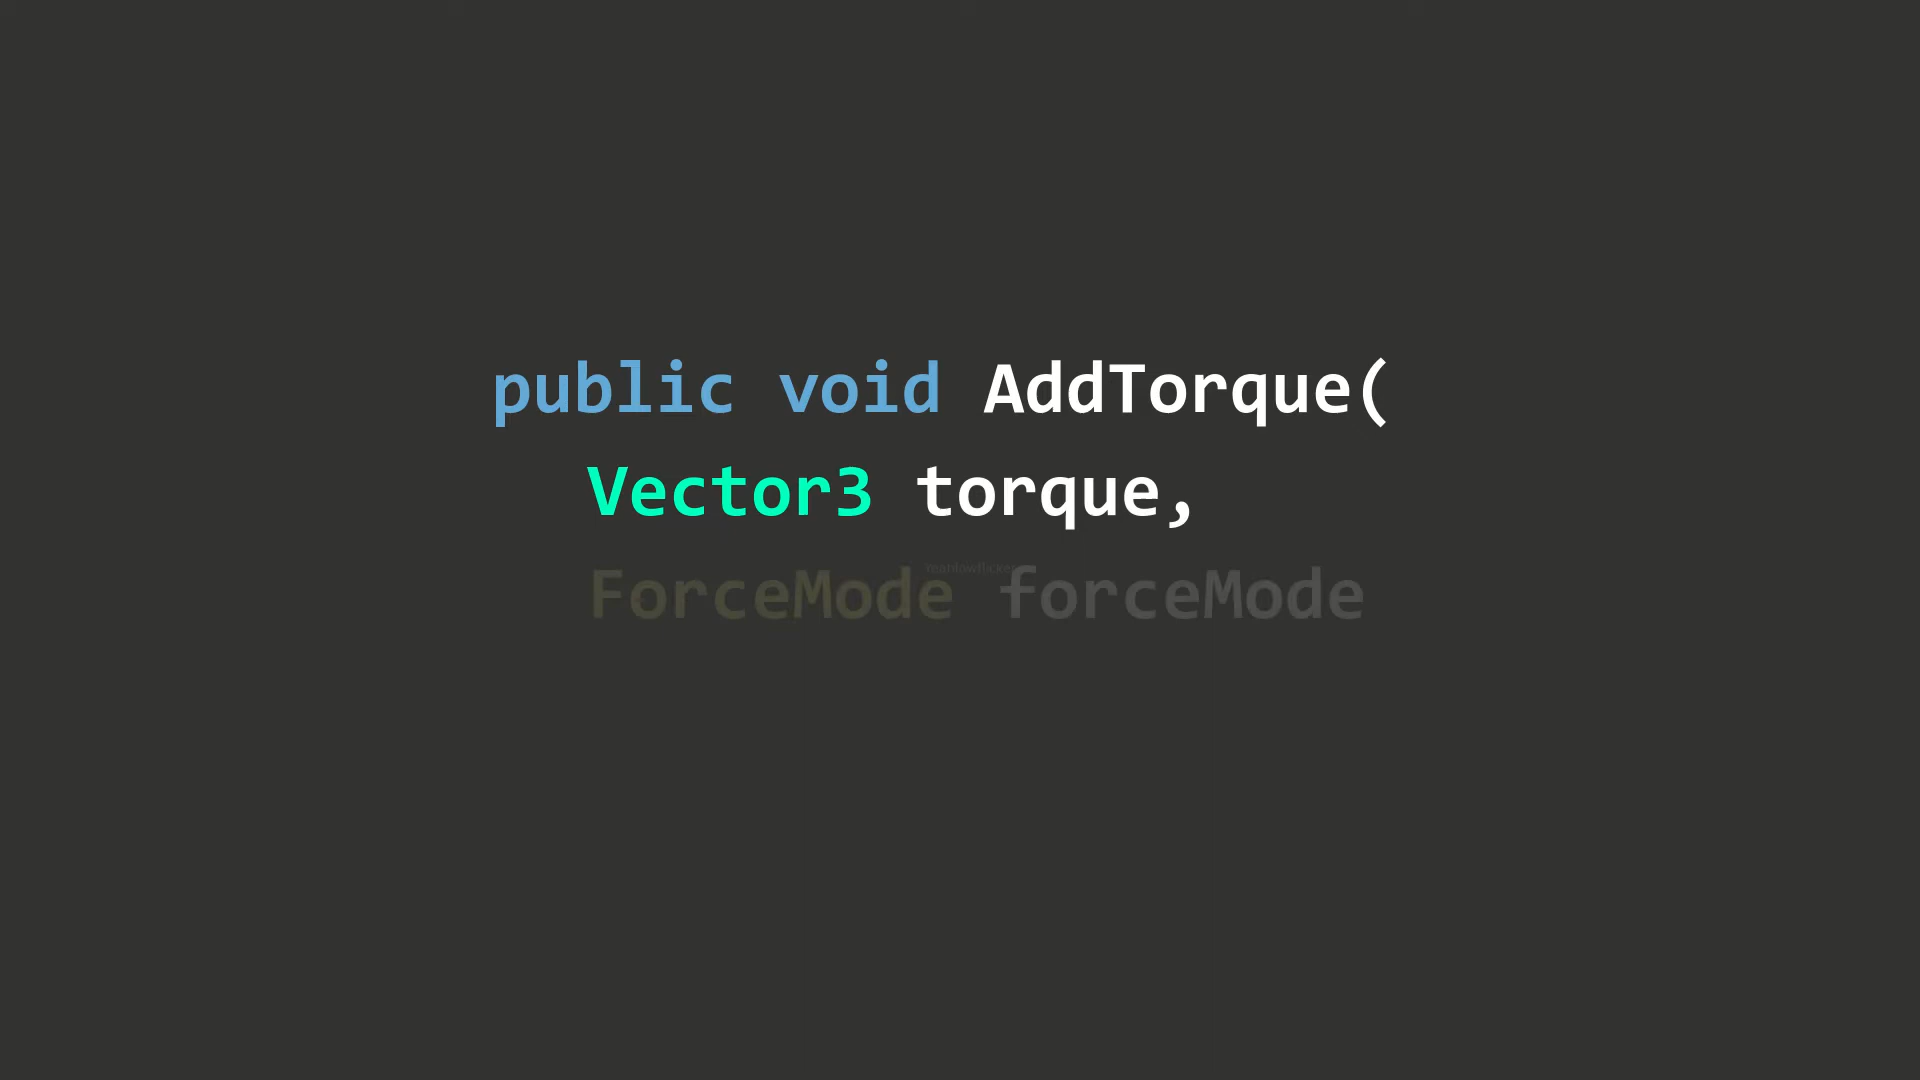 public void AddTorque(
Vector3 torque,
ForceMode forceMode